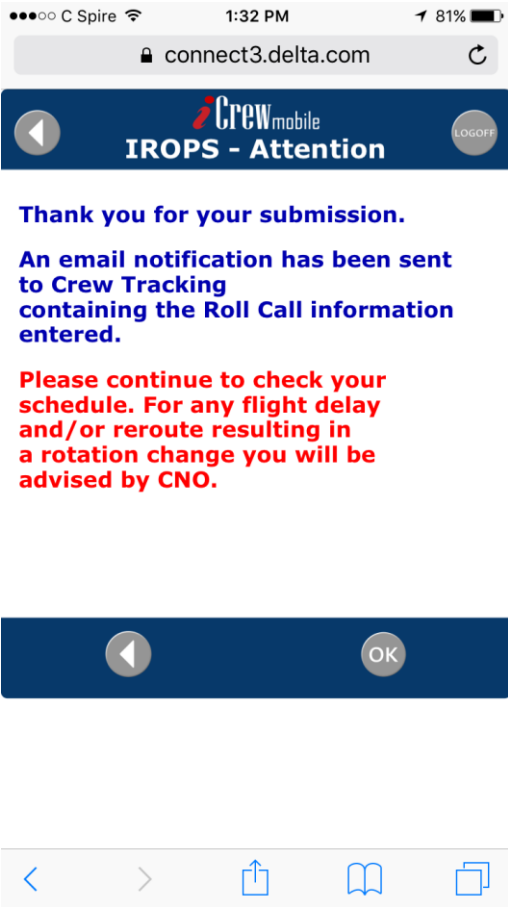 C Spire 1:32 PM 81%
connect3.delta.com
iCrew mobile
IROPS - Attention
LOGOFF
Thank you for your submission.
An email notification has been sent
to Crew Tracking
containing the Roll Call information
entered.
Please continue to check your
schedule. For any flight delay
and/or reroute resulting in
a rotation change you will be
advised by CNO.
OK